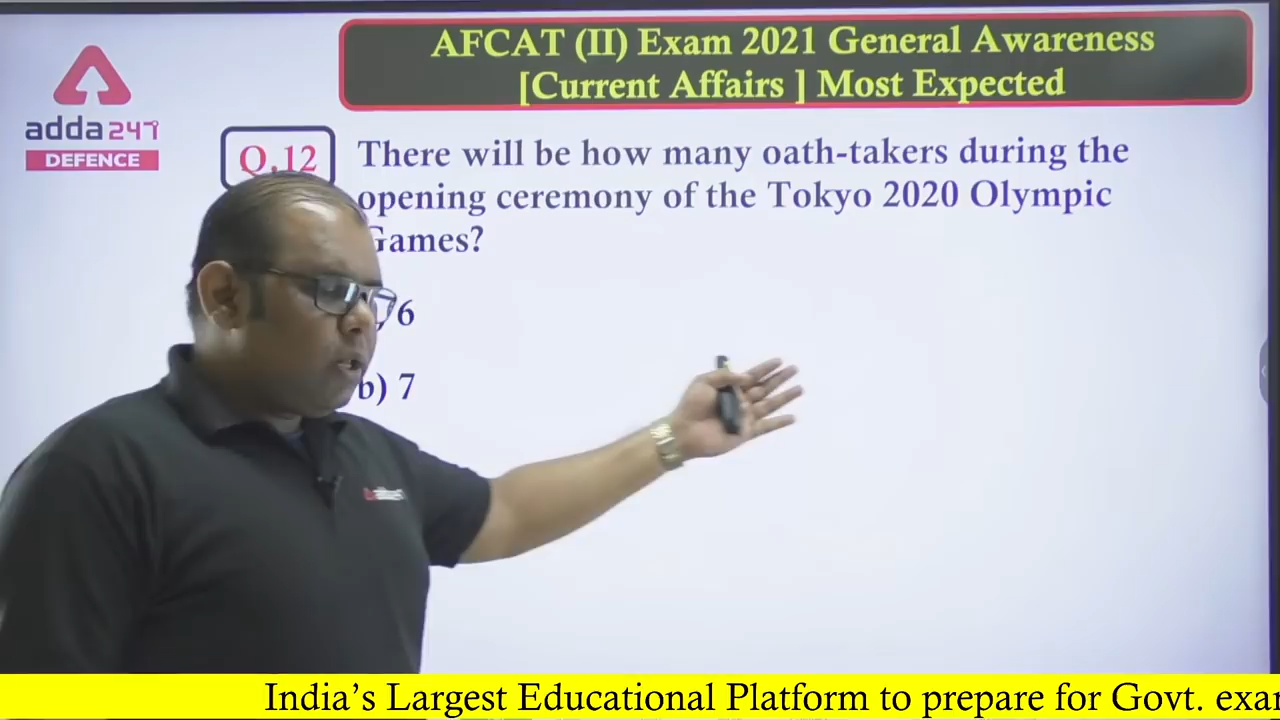 AFCAT (II) Exam 2021 General Awareness
[Current Affairs ] Most Expected
adda247
DEFENCE
Q.12
There will be how many oath-takers during the
opening ceremony of the Tokyo 2020 Olympic
Games?
6
b) 7
India's Largest Educational Platform to prepare for Govt.